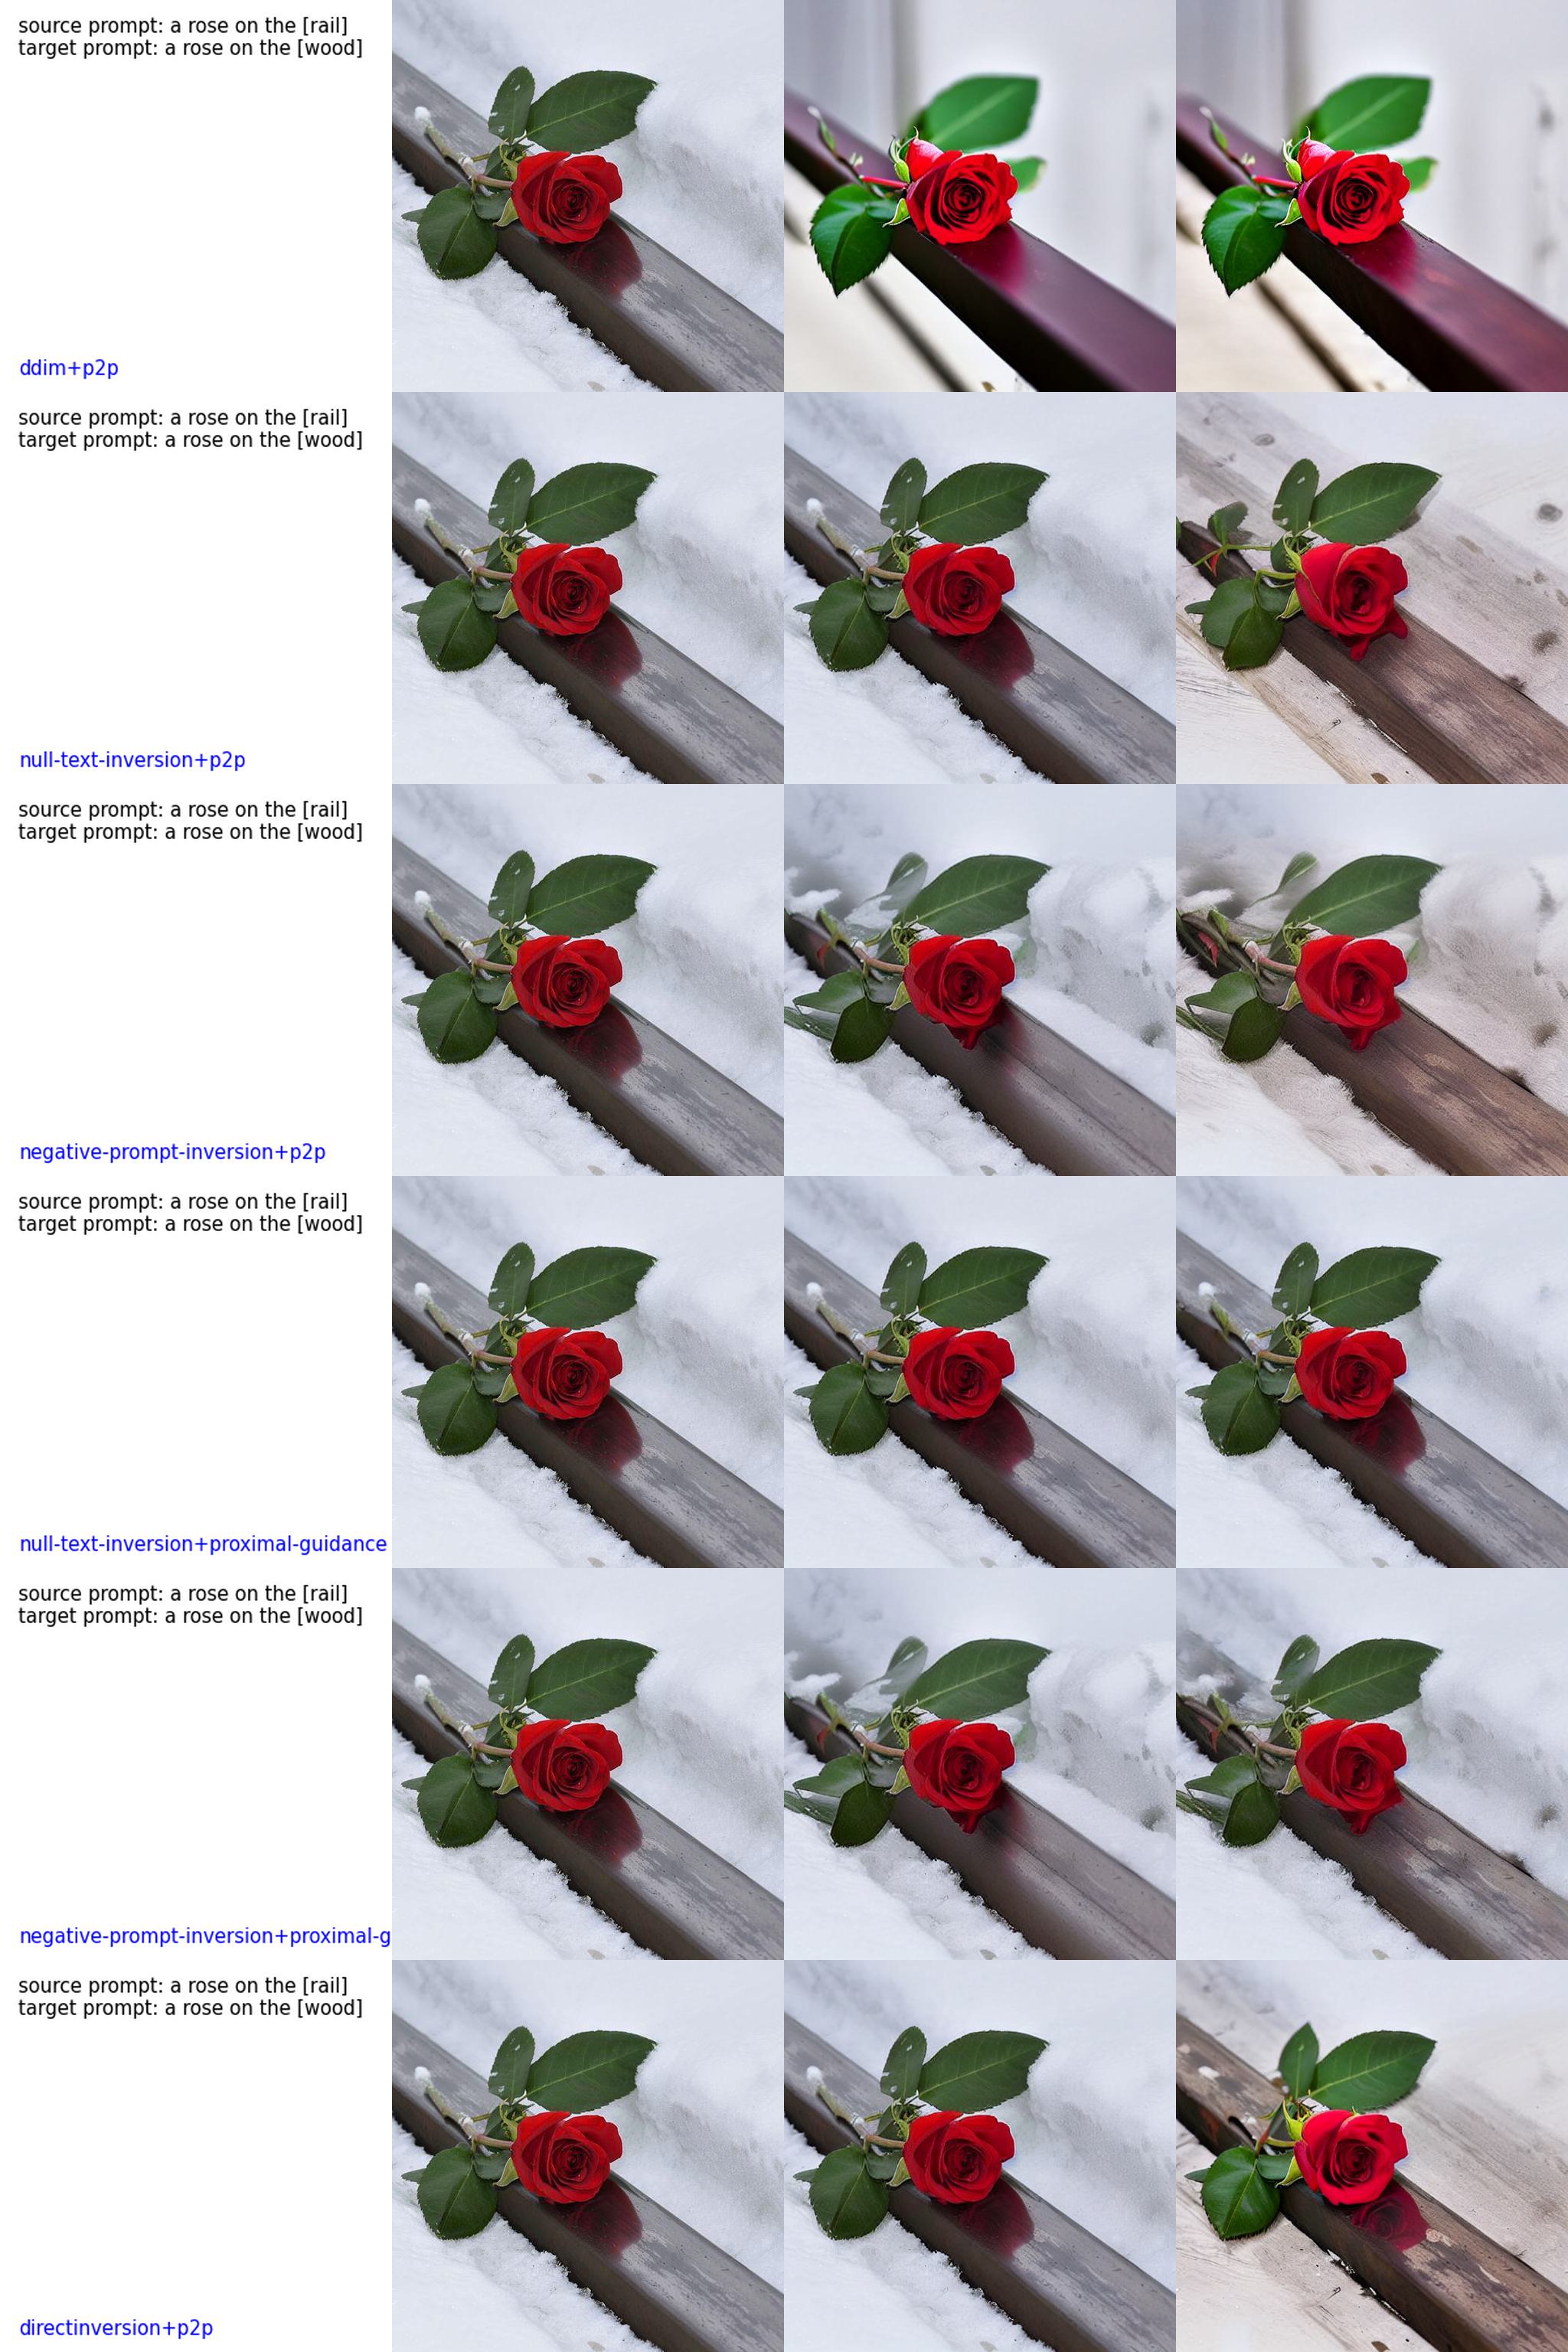 source prompt: a rose on the [rail]
target prompt: a rose on the [wood]
ddim+p2p
source prompt: a rose on the [rail]
target prompt: a rose on the [wood]
null-text-inversion+p2p
source prompt: a rose on the [rail]
target prompt: a rose on the [wood]
negative-prompt-inversion+p2p
source prompt: a rose on the [rail]
target prompt: a rose on the [wood]
null-text-inversion+proximal-guidance
source prompt: a rose on the [rail]
target prompt: a rose on the [wood]
negative-prompt-inversion+proximal-g
source prompt: a rose on the [rail]
target prompt: a rose on the [wood]
directinversion+p2p